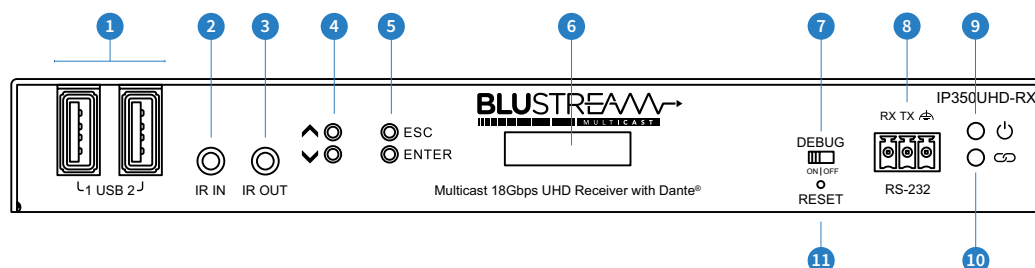 1
2
3
4
5
6
7
8
9
BLUSTREAM
MULTICAST
IP350UHD-RX
RX TX
ESC
ENTER
DEBUG
ON | OFF
1 USB 2
IR IN
IR OUT
Multicast 18Gbps UHD Receiver with Dante®
RESET
RS-232
11
10